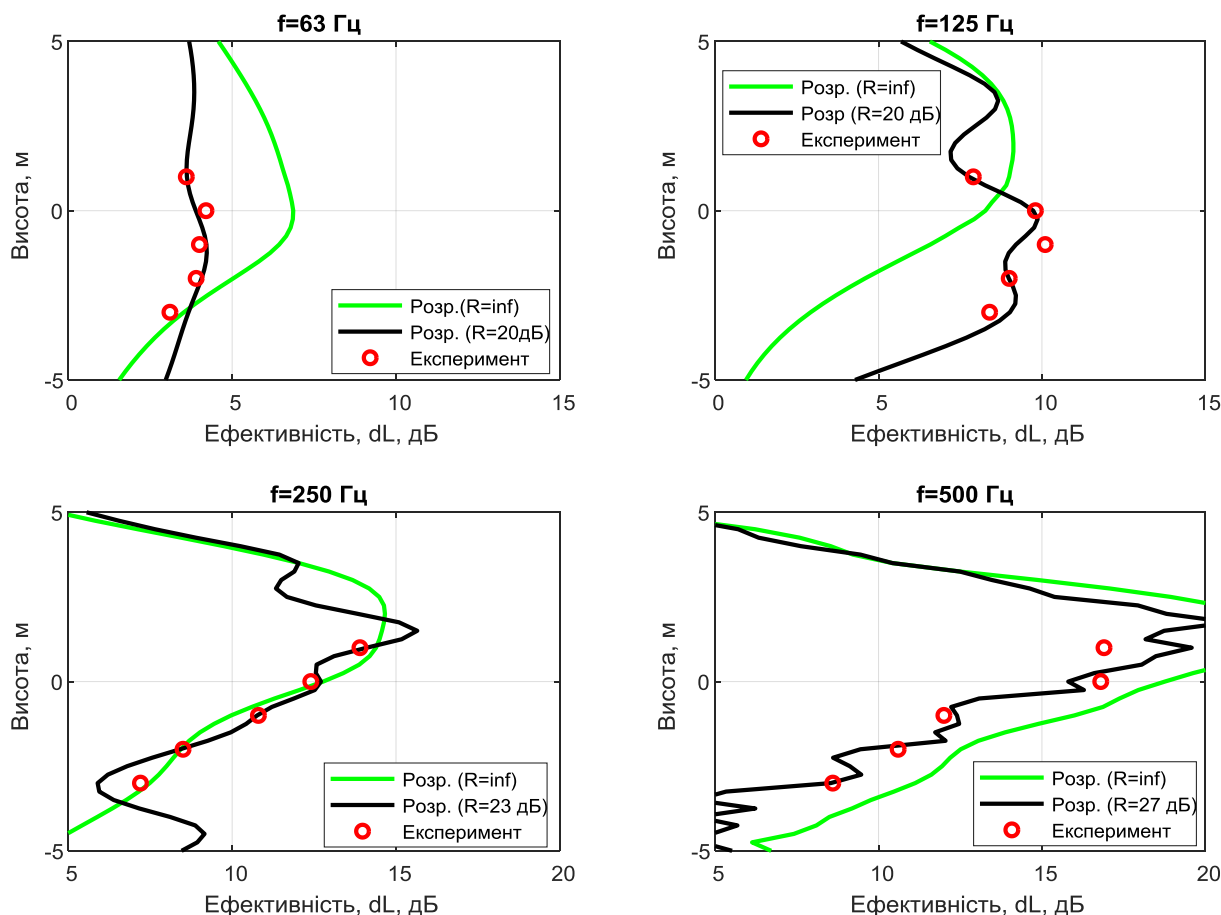 f=63 Гц
5
0
-5
Висота, м
Розр.(R=inf)
Розр. (R=20дБ)
Експеримент
0 5 10 15
Ефективність, dL, дБ
f=125 Гц
5
0
-5
Висота, м
Розр. (R=inf)
Розр (R=20 дБ)
Експеримент
0 5 10 15
Ефективність, dL, дБ
f=250 Гц
5
0
-5
Висота, м
Розр. (R=inf)
Розр. (R=23 дБ)
Експеримент
5 10 15 20
Ефективність, dL, дБ
f=500 Гц
5
0
-5
Висота, м
Розр. (R=inf)
Розр. (R=27 дБ)
Експеримент
5 10 15 20
Ефективність, dL, дБ